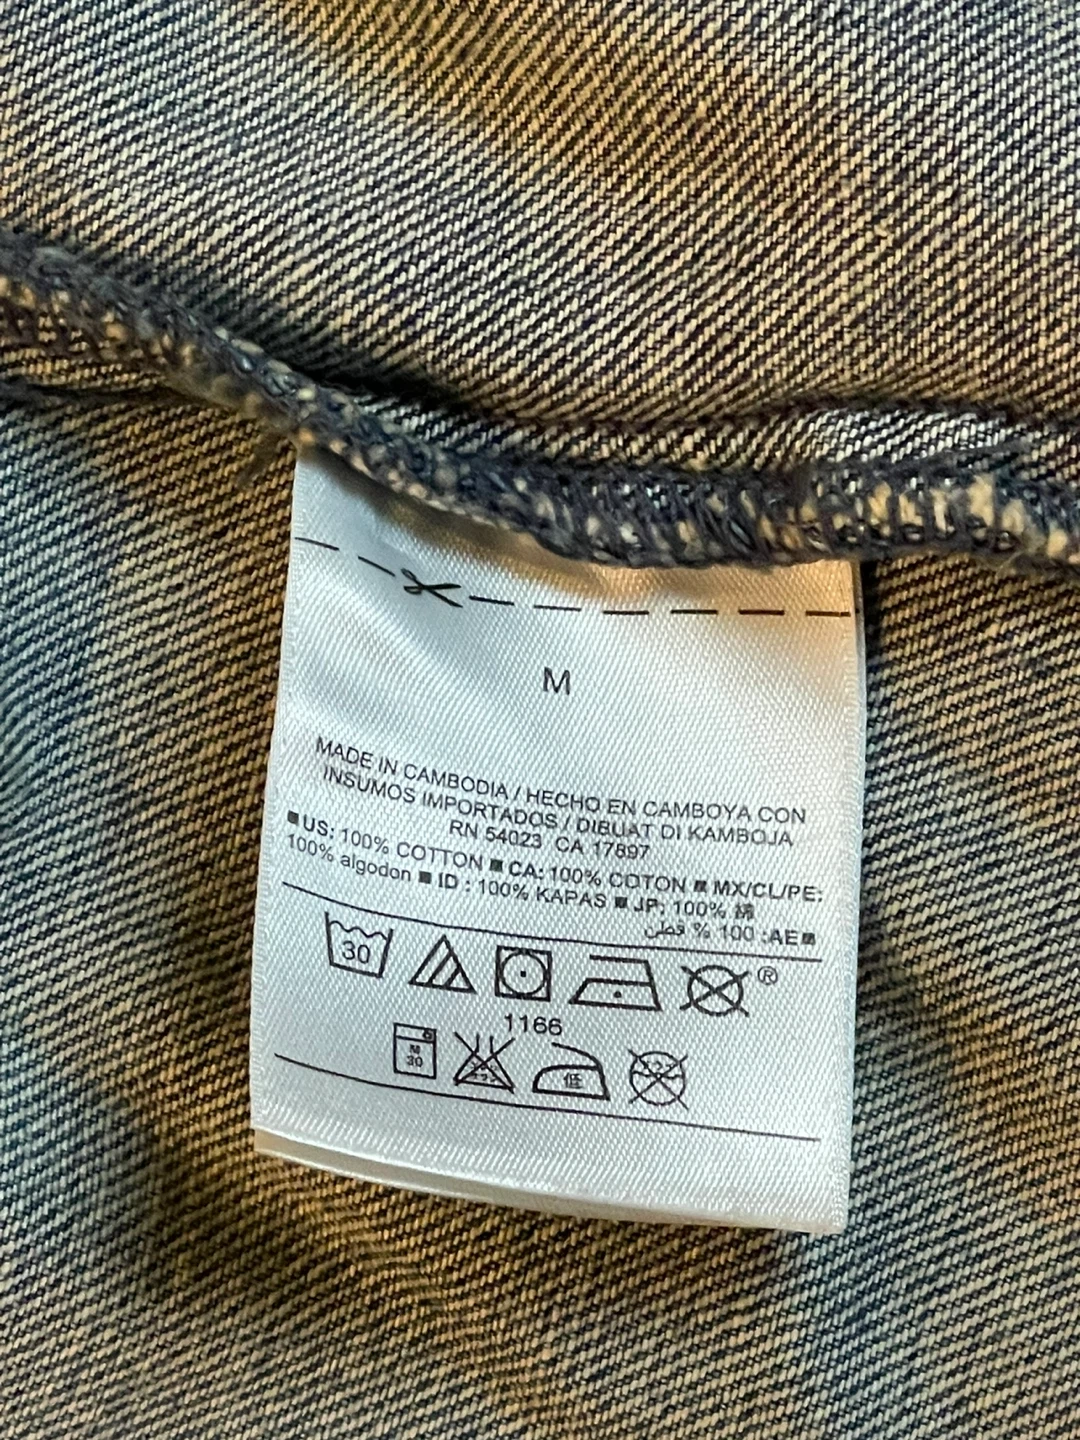 M
MADE IN CAMBODIA / HECHO EN CAMBOYA CON
INSUMOS IMPORTADOS / DIBUAT DI KAMBOJA
RN 54023 CA 17897
■ US: 100% COTTON ■ CA: 100% COTON ■ MX/CL/PE:
100% algodon ■ ID : 100% KAPAS ■ JP: 100% 綿
■AE: 100 % قطن
30
®
1166
M
30
低